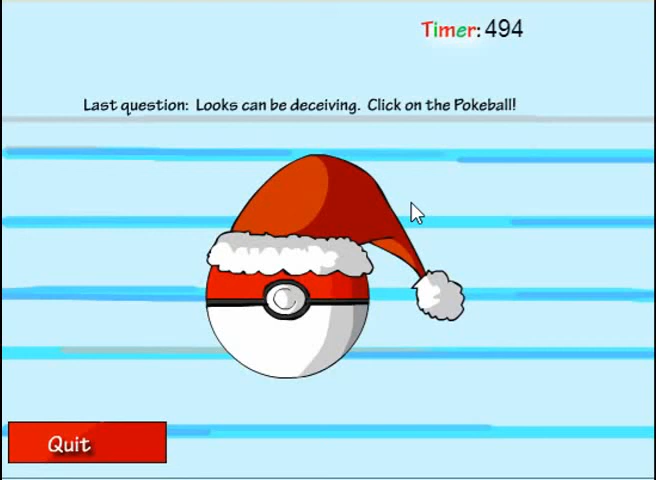 Timer: 494
Last question: Looks can be deceiving. Click on the Pokeball!
Quit